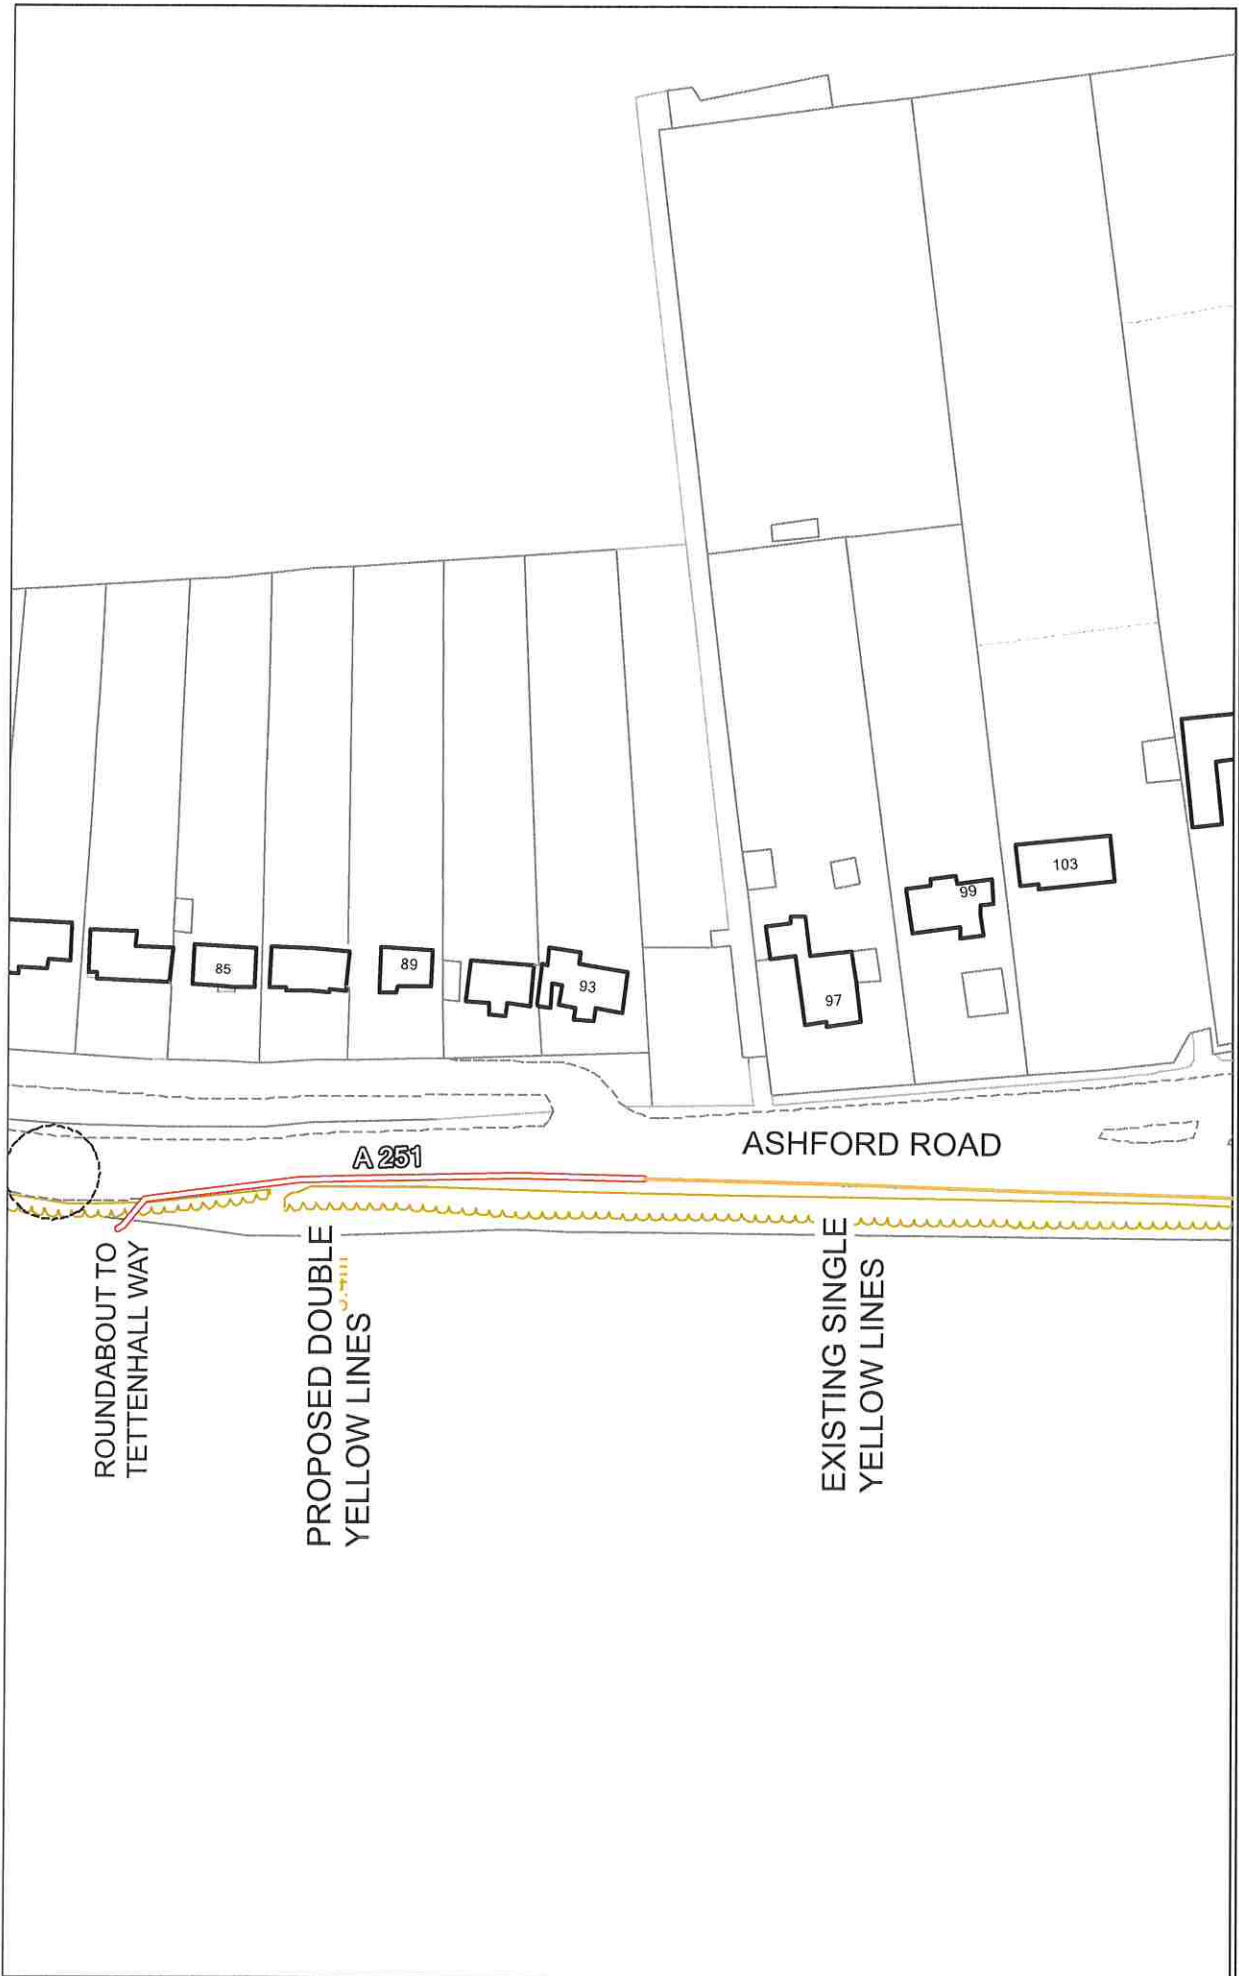 103
99
85
89
93
97
ASHFORD ROAD
A 251
ROUNDABOUT TO
TETTENHALL WAY
PROPOSED DOUBLE
YELLOW LINES
EXISTING SINGLE
YELLOW LINES